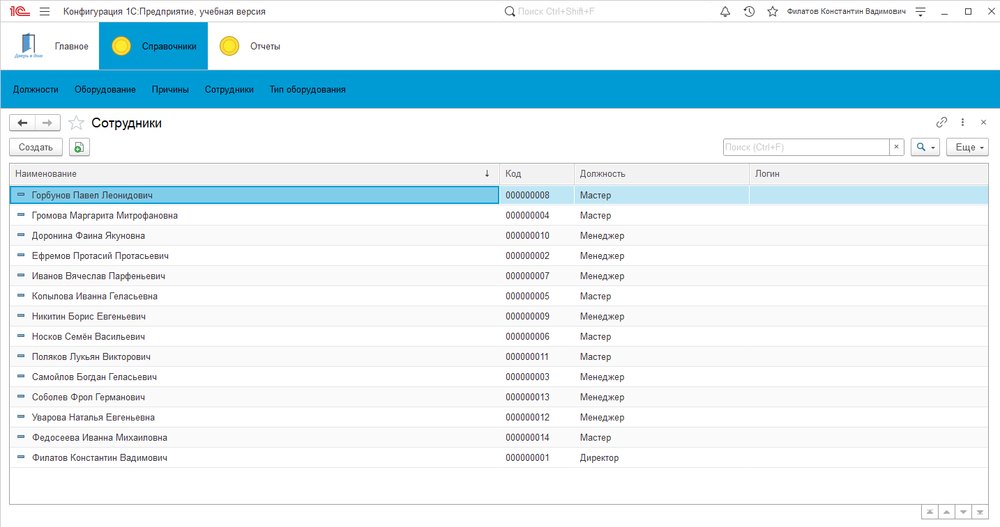 1С Конфигурация 1С:Предприятие, учебная версия Поиск Ctrl+Shift+F Филатов Константин Вадимович
Дверь в дом Главное Справочники Отчеты
Должности Оборудование Причины Сотрудники Тип оборудования
Сотрудники
Создать Поиск (Ctrl+F) Еще
Наименование Код Должность Логин
Горбунов Павел Леонидович 000000008 Мастер
Громова Маргарита Митрофановна 000000004 Мастер
Доронина Фаина Якуновна 000000010 Менеджер
Ефремов Протасий Протасьевич 000000002 Менеджер
Иванов Вячеслав Парфеньевич 000000007 Менеджер
Копылова Иванна Геласьевна 000000005 Мастер
Никитин Борис Евгеньевич 000000009 Менеджер
Носков Семён Васильевич 000000006 Мастер
Поляков Лукьян Викторович 000000011 Мастер
Самойлов Богдан Геласьевич 000000003 Менеджер
Соболев Фрол Германович 000000013 Менеджер
Уварова Наталья Евгеньевна 000000012 Менеджер
Федосеева Иванна Михаиловна 000000014 Мастер
Филатов Константин Вадимович 000000001 Директор